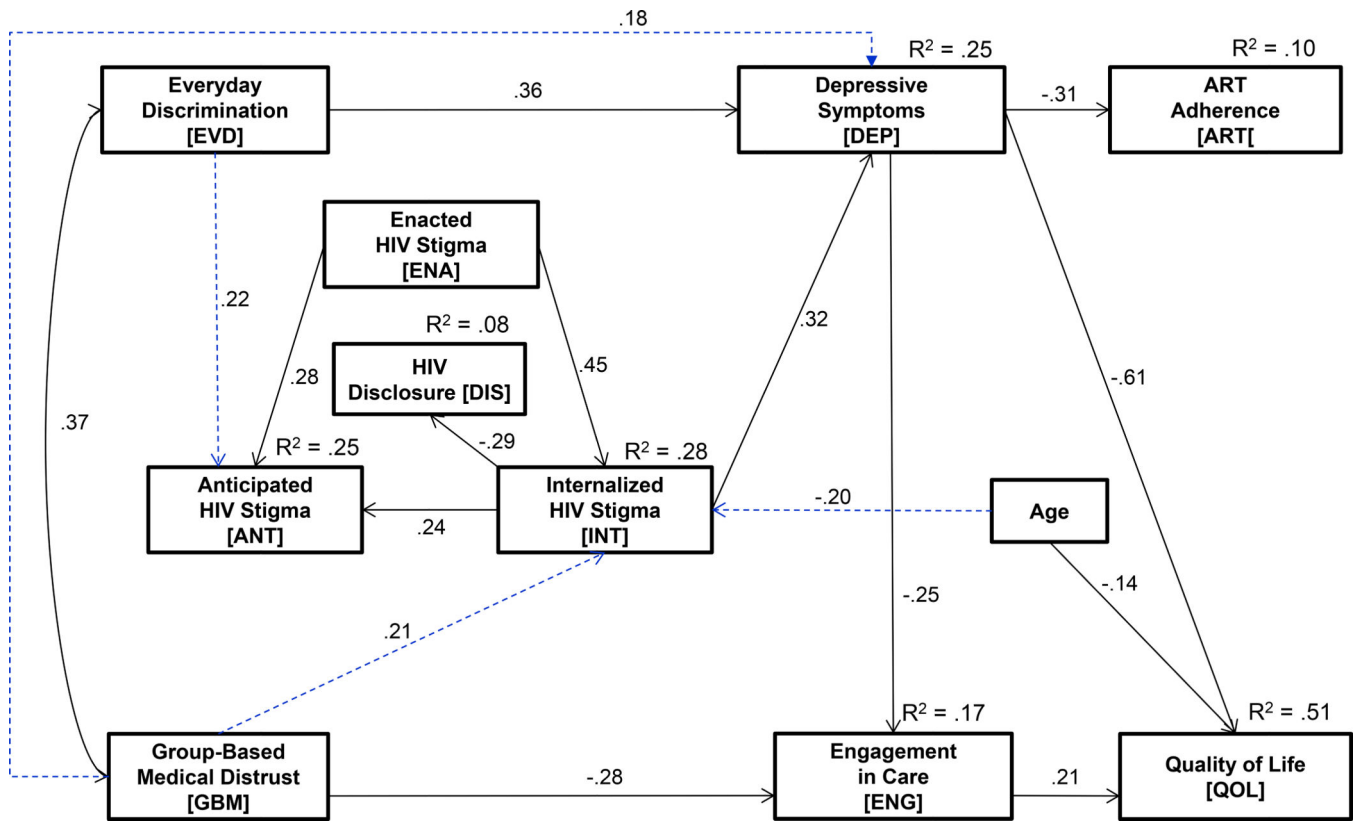 .18
R² = .25
R² = .10
Everyday
Discrimination
[EVD]
.36
Depressive
Symptoms
[DEP]
-.31
ART
Adherence
[ART[
Enacted
HIV Stigma
[ENA]
.22
.28
R² = .08
HIV
Disclosure [DIS]
.45
.32
-.61
.37
-.29
R² = .25
R² = .28
Anticipated
HIV Stigma
[ANT]
.24
Internalized
HIV Stigma
[INT]
-.20
Age
-.14
-.25
.21
R² = .17
R² = .51
Group-Based
Medical Distrust
[GBM]
-.28
Engagement
in Care
[ENG]
.21
Quality of Life
[QOL]